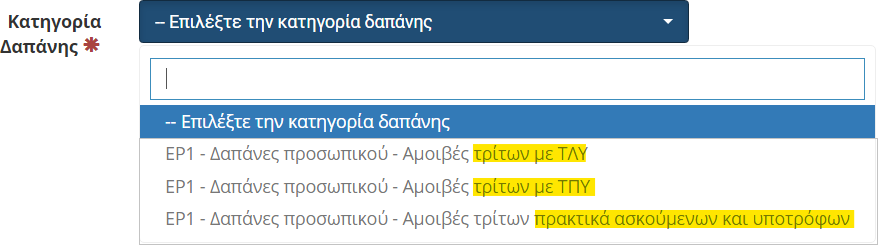 Κατηγορία
Δαπάνης ✱
-- Επιλέξτε την κατηγορία δαπάνης
-- Επιλέξτε την κατηγορία δαπάνης
ΕΡ1 - Δαπάνες προσωπικού - Αμοιβές τρίτων με ΤΛΥ
ΕΡ1 - Δαπάνες προσωπικού - Αμοιβές τρίτων με ΤΠΥ
ΕΡ1 - Δαπάνες προσωπικού - Αμοιβές τρίτων πρακτικά ασκούμενων και υποτρόφων